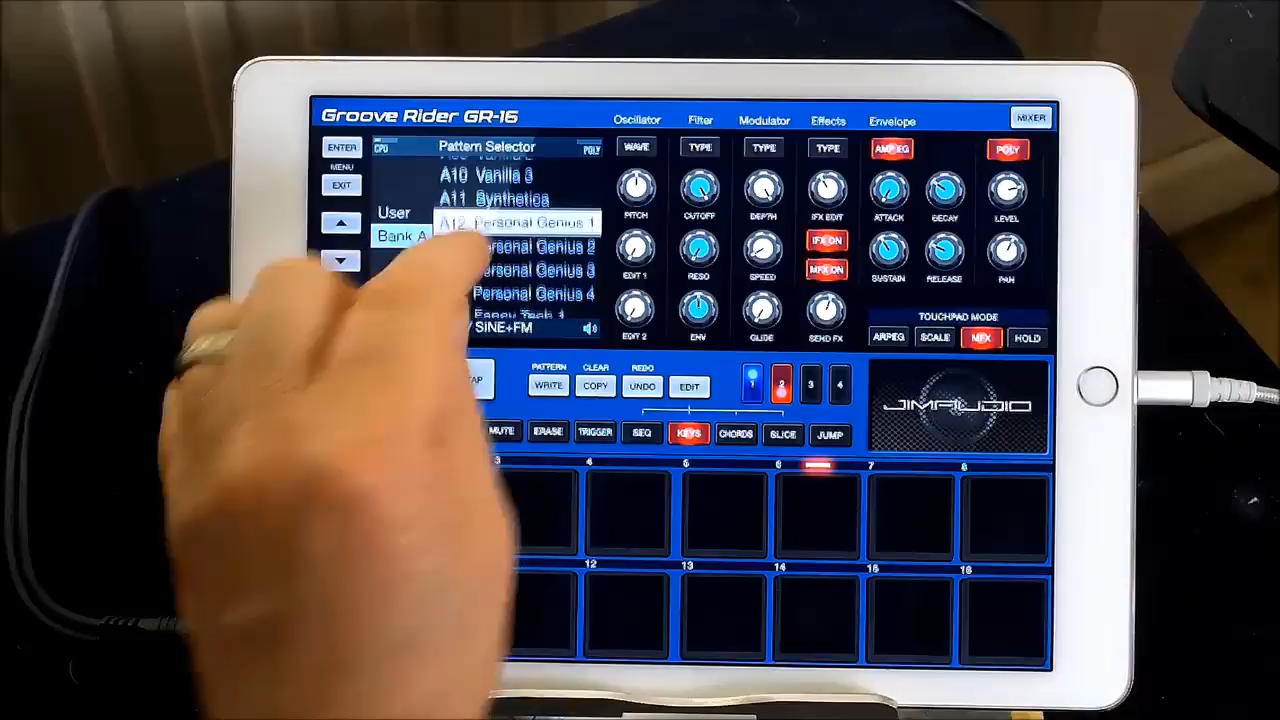 Groove Rider GR-16
Oscillator Filter Modulator Effects Envelope
MIXER
ENTER
CPU Pattern Selector POLY
WAVE TYPE TYPE TYPE AMP EG POLY
MENU
A10 Vanilla 3
EXIT
A11 Synthetica
User
A12 Personal Genius 1
PITCH CUTOFF DEPTH IFX EDIT ATTACK DECAY LEVEL
Bank A
Personal Genius 2
IFX ON
Personal Genius 3
MFX ON
EDIT 1 RESO SPEED SUSTAIN RELEASE PAN
Personal Genius 4
Fancy Tech 1
SINE+FM
EDIT 2 ENV GLIDE SEND FX
TOUCHPAD MODE
ARPEG SCALE MFX HOLD
PATTERN CLEAR REDO
TAP WRITE COPY UNDO EDIT
1 2 3 4
JIMAUDIO
MUTE ERASE TRIGGER SEQ KEYS CHORDS SLICE JUMP
3 4 5 6 7 8
12 13 14 15 16